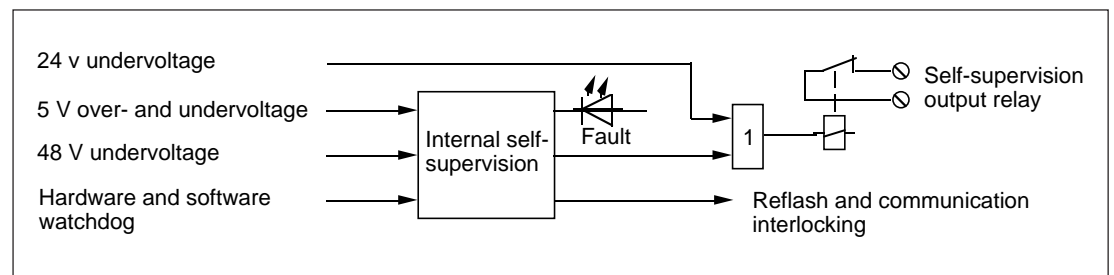 24 v undervoltage
5 V over- and undervoltage
48 V undervoltage
Hardware and software
watchdog
Internal self-
supervision
Fault
1
Self-supervision
output relay
Reflash and communication
interlocking